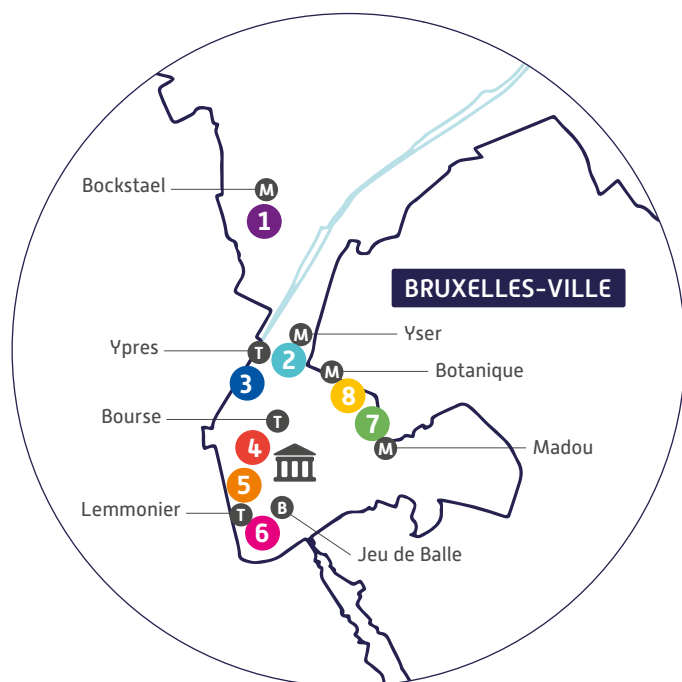 Bockstael
M
1
BRUXELLES-VILLE
M
Yser
Ypres
T
2
M
Botanique
3
8
Bourse
T
7
4
M
Madou
5
Lemmonier
T
B
6
Jeu de Balle